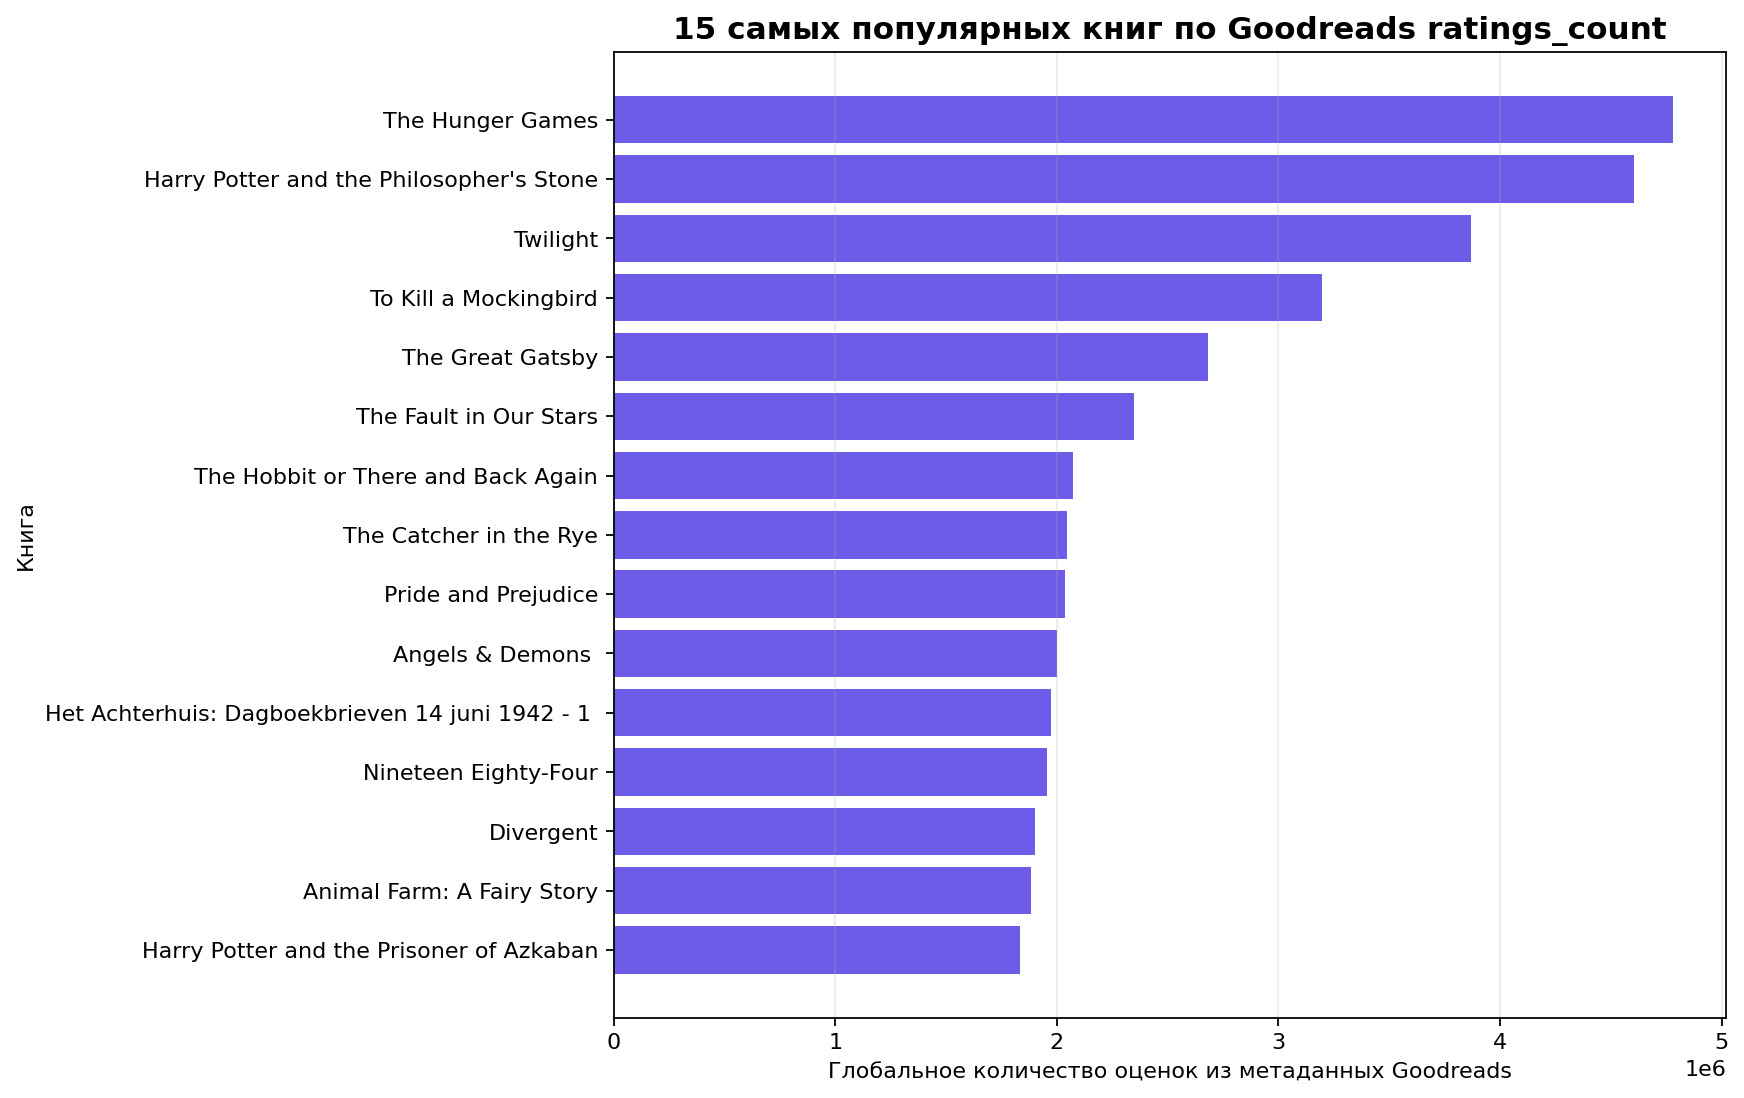 15 самых популярных книг по Goodreads ratings_count
Книга
The Hunger Games
Harry Potter and the Philosopher's Stone
Twilight
To Kill a Mockingbird
The Great Gatsby
The Fault in Our Stars
The Hobbit or There and Back Again
The Catcher in the Rye
Pride and Prejudice
Angels & Demons
Het Achterhuis: Dagboekbrieven 14 juni 1942 - 1
Nineteen Eighty-Four
Divergent
Animal Farm: A Fairy Story
Harry Potter and the Prisoner of Azkaban
0 1 2 3 4 5
1e6
Глобальное количество оценок из метаданных Goodreads